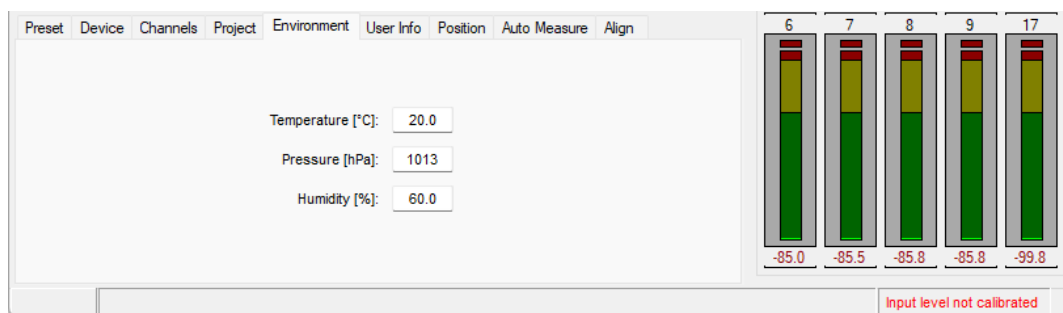 Preset Device Channels Project Environment User Info Position Auto Measure Align
6 7 8 9 17
Temperature [°C]: 20.0
Pressure [hPa]: 1013
Humidity [%]: 60.0
-85.0 -85.5 -85.8 -85.8 -99.8
Input level not calibrated